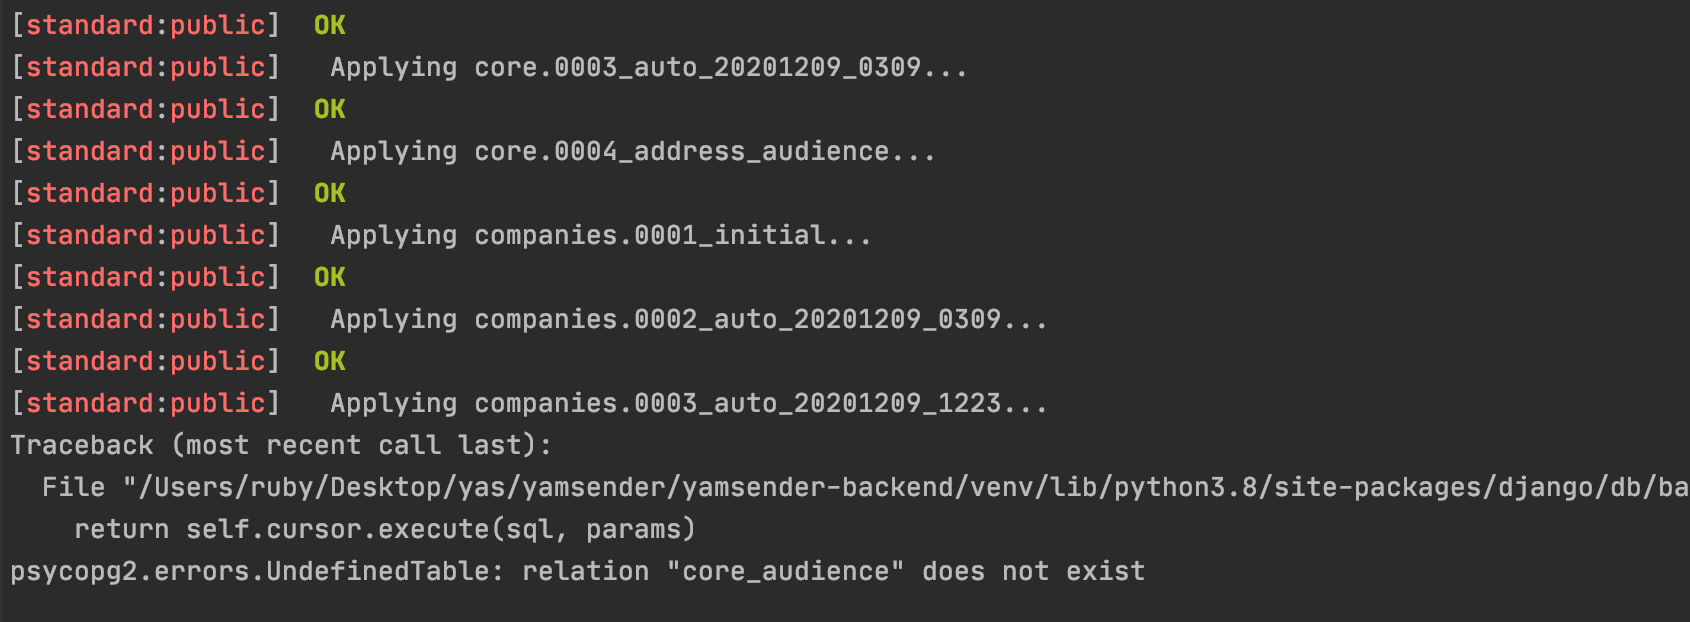 [standard:public]  OK
[standard:public]   Applying core.0003_auto_20201209_0309...
[standard:public]  OK
[standard:public]   Applying core.0004_address_audience...
[standard:public]  OK
[standard:public]   Applying companies.0001_initial...
[standard:public]  OK
[standard:public]   Applying companies.0002_auto_20201209_0309...
[standard:public]  OK
[standard:public]   Applying companies.0003_auto_20201209_1223...
Traceback (most recent call last):
  File "/Users/ruby/Desktop/yas/yamsender/yamsender-backend/venv/lib/python3.8/site-packages/django/db/ba
    return self.cursor.execute(sql, params)
psycopg2.errors.UndefinedTable: relation "core_audience" does not exist